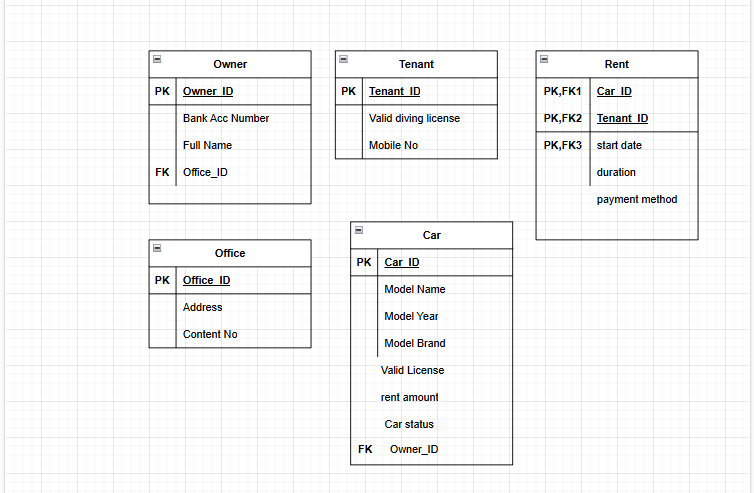 Owner
PK Owner_ID
Bank Acc Number
Full Name
FK Office_ID
Tenant
PK Tenant_ID
Valid diving license
Mobile No
Rent
PK,FK1 Car_ID
PK,FK2 Tenant_ID
PK,FK3 start date
duration
payment method
Office
PK Office_ID
Address
Content No
Car
PK Car_ID
Model Name
Model Year
Model Brand
Valid License
rent amount
Car status
FK Owner_ID